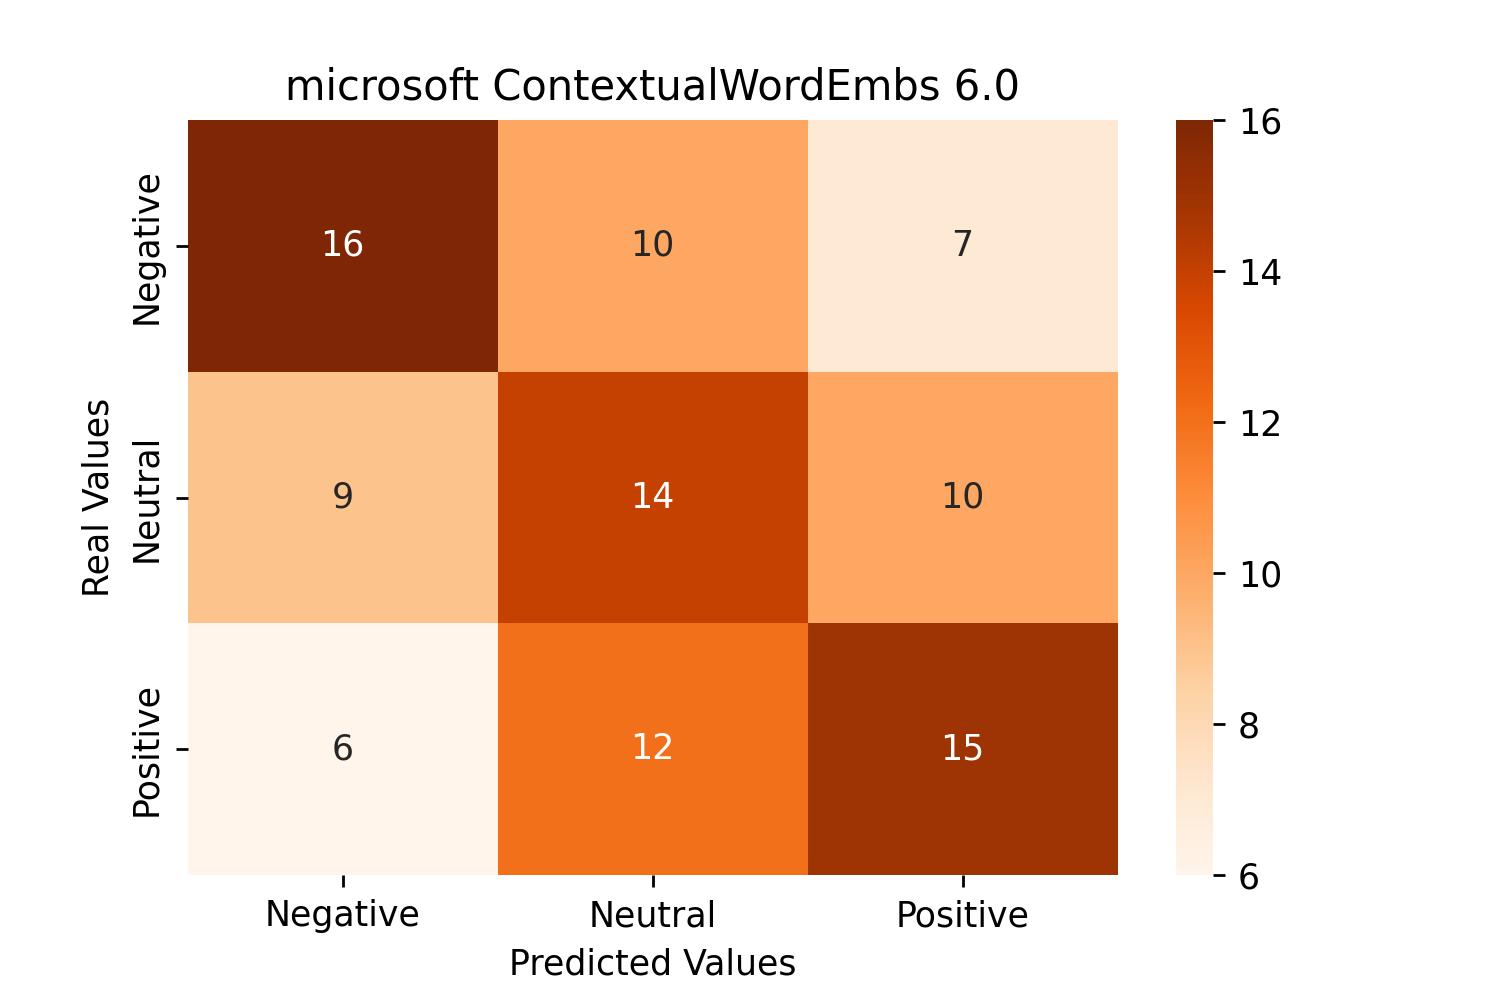 microsoft ContextualWordEmbs 6.0
Real Values
Negative
16 10 7
Neutral
9 14 10
Positive
6 12 15
Negative Neutral Positive
Predicted Values
16
14
12
10
8
6